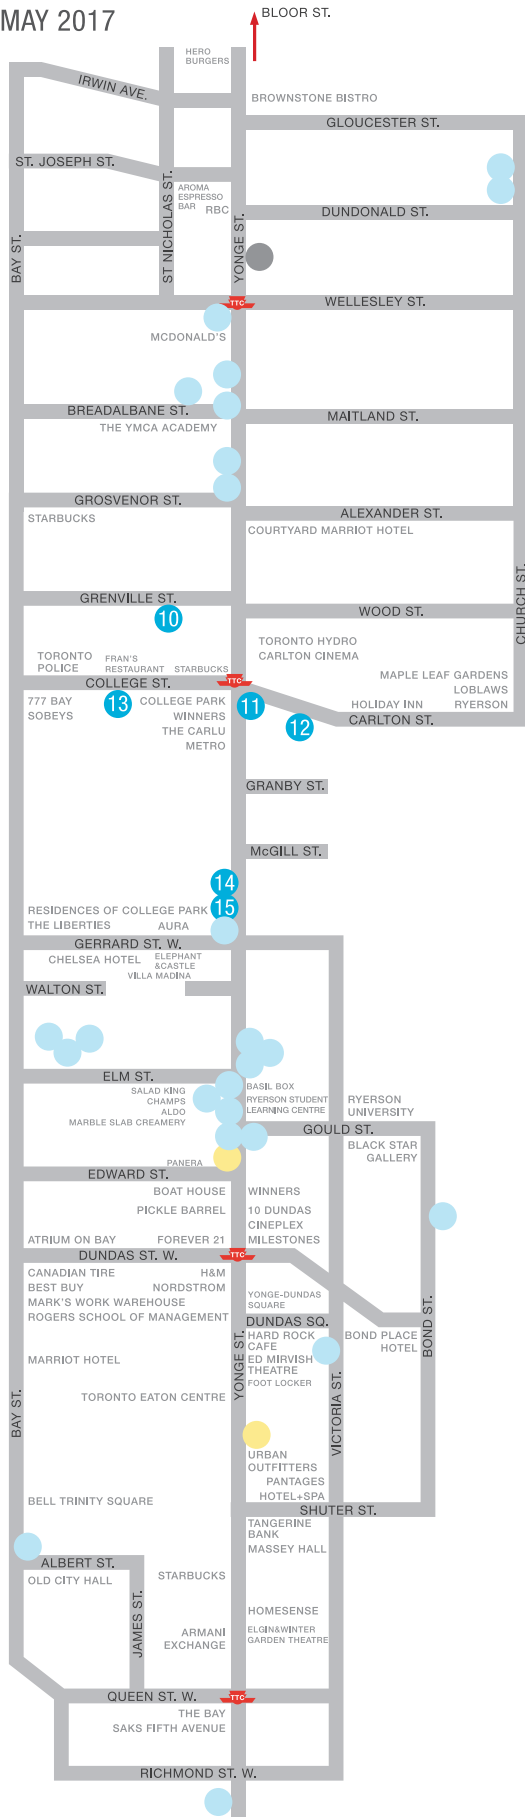 MAY 2017
BLOOR ST.
HERO
BURGERS
IRWIN AVE.
BROWNSTONE BISTRO
GLOUCESTER ST.
ST. JOSEPH ST.
ST NICHOLAS ST.
AROMA
ESPRESSO
BAR
RBC
DUNDONALD ST.
BAY ST.
YONGE ST.
TTC
WELLESLEY ST.
MCDONALD'S
BREADALBANE ST.
MAITLAND ST.
THE YMCA ACADEMY
GROSVENOR ST.
ALEXANDER ST.
STARBUCKS
COURTYARD MARRIOT HOTEL
CHURCH ST.
GRENVILLE ST.
WOOD ST.
10
TORONTO HYDRO
CARLTON CINEMA
TORONTO
POLICE
FRAN'S
RESTAURANT
STARBUCKS
TTC
COLLEGE ST.
MAPLE LEAF GARDENS
LOBLAWS
RYERSON
HOLIDAY INN
CARLTON ST.
777 BAY
SOBEYS
13
COLLEGE PARK
WINNERS
THE CARLU
METRO
11
12
GRANBY ST.
McGILL ST.
14
15
RESIDENCES OF COLLEGE PARK
THE LIBERTIES
AURA
GERRARD ST. W.
CHELSEA HOTEL
ELEPHANT
&CASTLE
VILLA MADINA
WALTON ST.
ELM ST.
SALAD KING
CHAMPS
ALDO
MARBLE SLAB CREAMERY
BASIL BOX
RYERSON STUDENT
LEARNING CENTRE
RYERSON
UNIVERSITY
GOULD ST.
BLACK STAR
GALLERY
PANERA
EDWARD ST.
BOAT HOUSE
PICKLE BARREL
WINNERS
10 DUNDAS
CINEPLEX
MILESTONES
ATRIUM ON BAY
FOREVER 21
DUNDAS ST. W.
TTC
CANADIAN TIRE
BEST BUY
MARK'S WORK WAREHOUSE
ROGERS SCHOOL OF MANAGEMENT
H&M
NORDSTROM
YONGE-DUNDAS
SQUARE
DUNDAS SQ.
BOND ST.
BOND PLACE
HOTEL
HARD ROCK
CAFE
ED MIRVISH
THEATRE
FOOT LOCKER
MARRIOT HOTEL
YONGE ST.
VICTORIA ST.
BAY ST.
TORONTO EATON CENTRE
URBAN
OUTFITTERS
PANTAGES
HOTEL+SPA
BELL TRINITY SQUARE
SHUTER ST.
TANGERINE
BANK
MASSEY HALL
ALBERT ST.
OLD CITY HALL
STARBUCKS
JAMES ST.
HOMESENSE
ARMANI
EXCHANGE
ELGIN&WINTER
GARDEN THEATRE
QUEEN ST. W.
TTC
THE BAY
SAKS FIFTH AVENUE
RICHMOND ST. W.